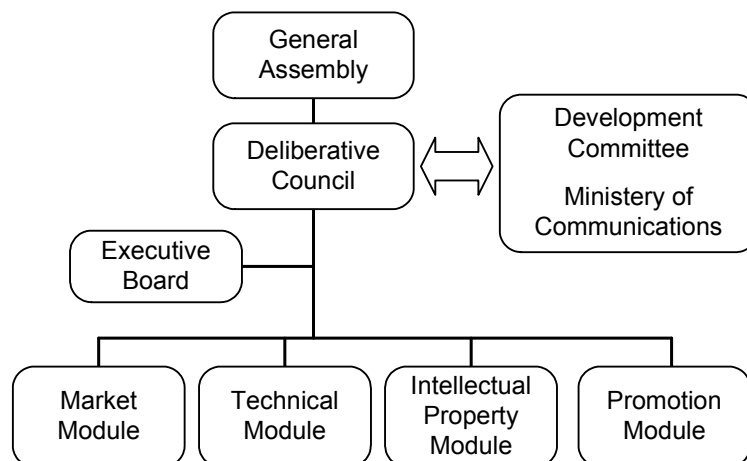 General
Assembly
Deliberative
Council
Development
Committee
Ministery of
Communications
Executive
Board
Market
Module
Technical
Module
Intellectual
Property
Module
Promotion
Module